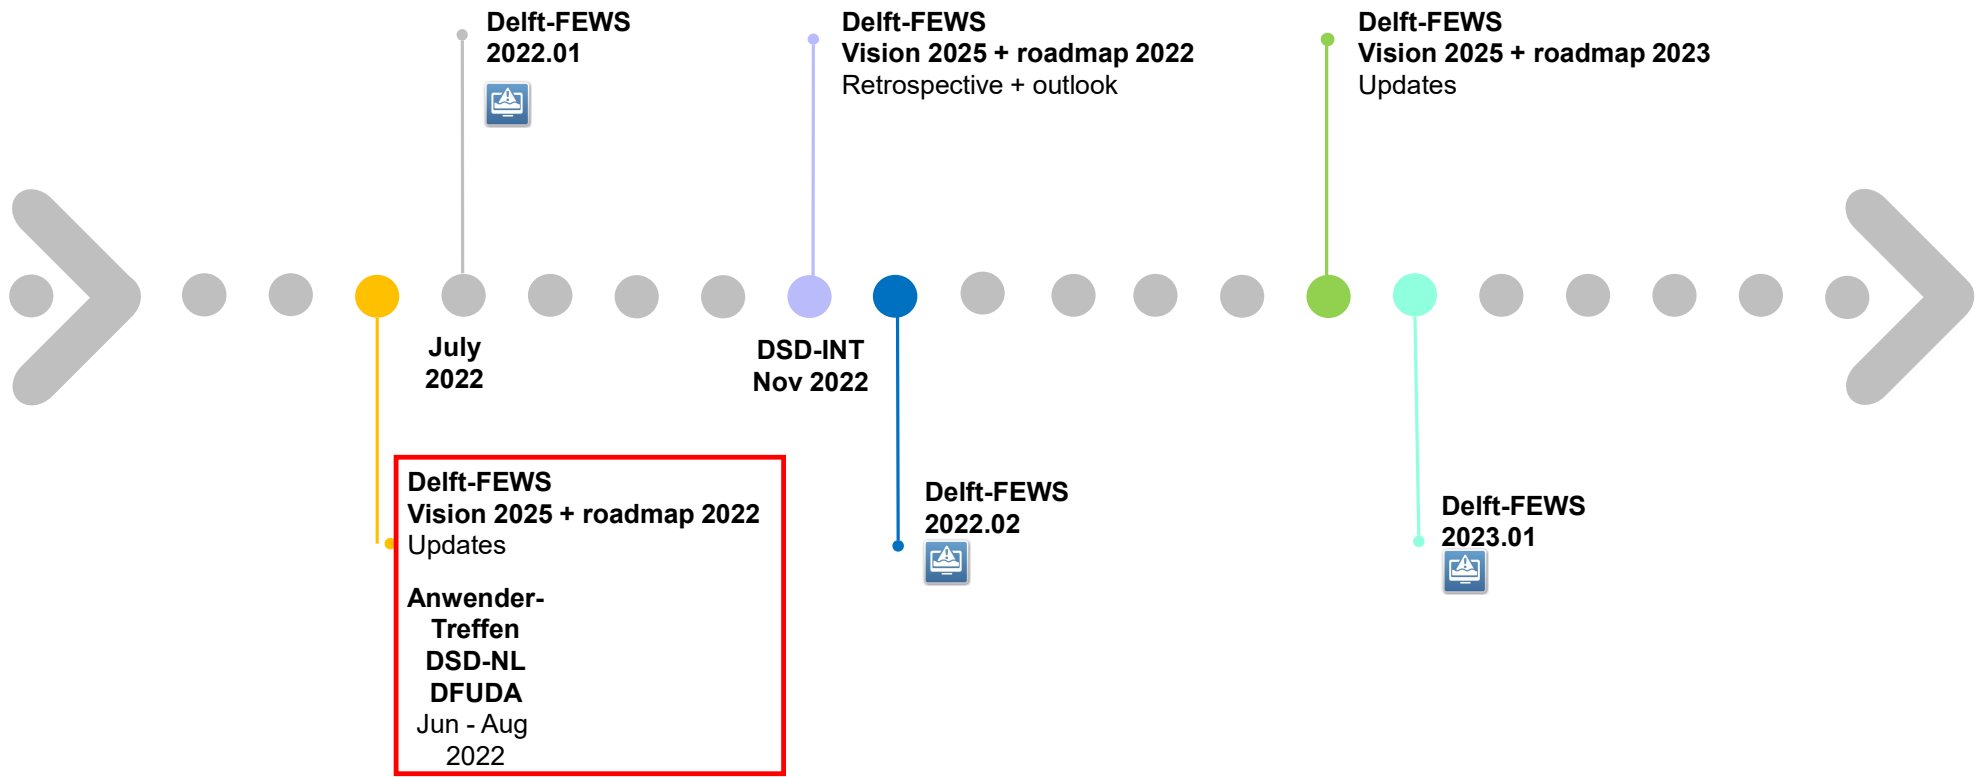 Delft-FEWS
2022.01
Delft-FEWS
Vision 2025 + roadmap 2022
Retrospective + outlook
Delft-FEWS
Vision 2025 + roadmap 2023
Updates
July
2022
DSD-INT
Nov 2022
Delft-FEWS
Vision 2025 + roadmap 2022
Updates
Anwender-
Treffen
DSD-NL
DFUDA
Jun - Aug
2022
Delft-FEWS
2022.02
Delft-FEWS
2023.01